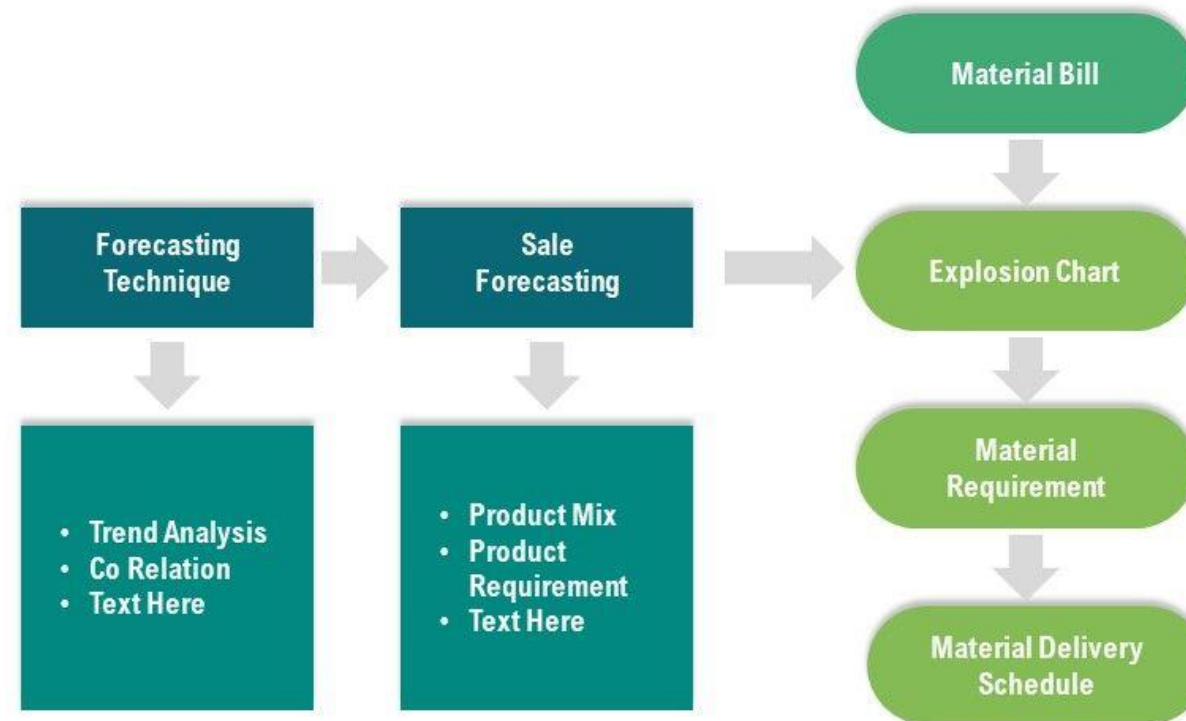 Material Bill
Forecasting
Technique
Sale
Forecasting
Explosion Chart
• Trend Analysis
• Co Relation
• Text Here
• Product Mix
• Product
Requirement
• Text Here
Material
Requirement
Material Delivery
Schedule